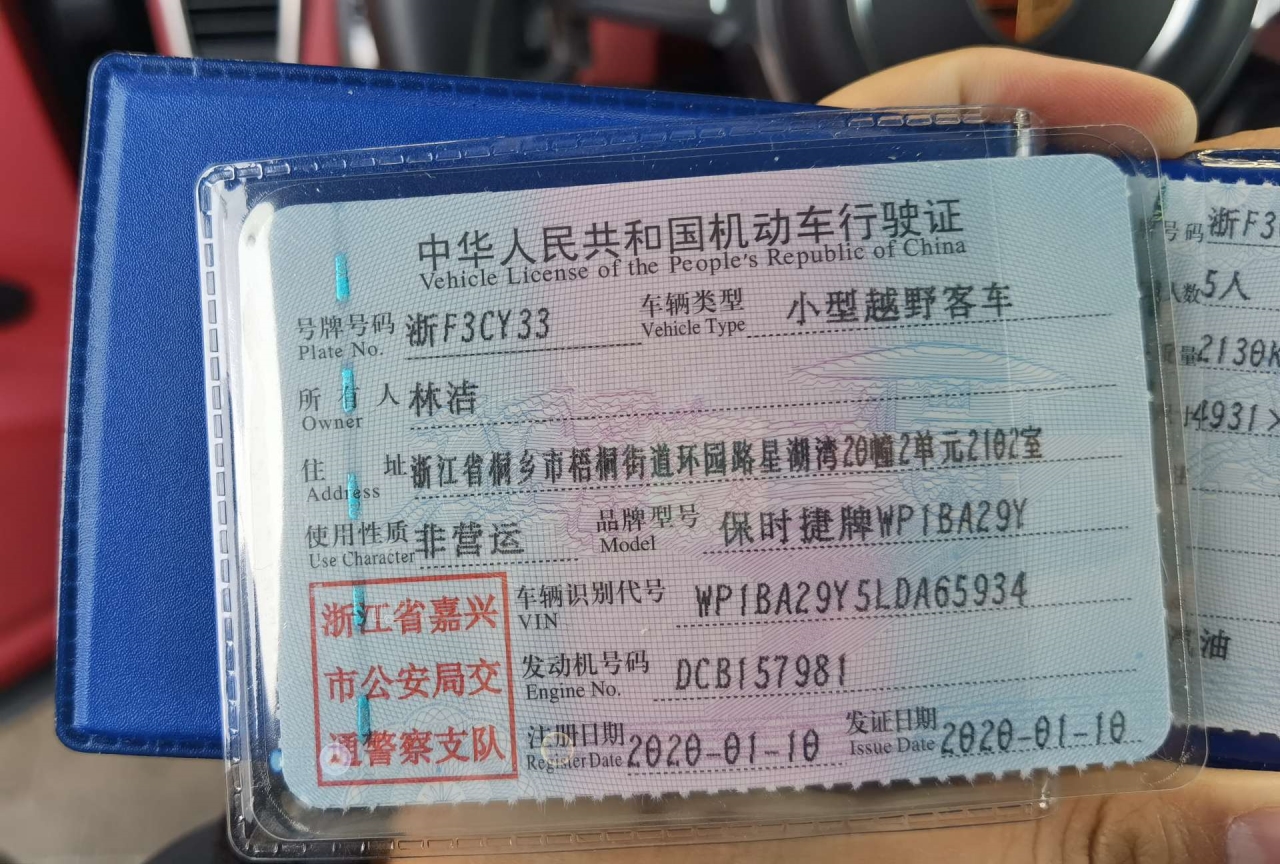 中华人民共和国机动车行驶证
Vehicle License of the People's Republic of China
号牌号码 浙F3CY33 车辆类型 小型越野客车
Plate No. Vehicle Type
所有人 林洁
Owner
住址 浙江省桐乡市梧桐街道环园路星湖湾20幢2单元2102室
Address
使用性质 非营运 品牌型号 保时捷牌WP1BA29Y
Use Character Model
浙江省嘉兴
市公安局交
通警察支队
车辆识别代号 WP1BA29Y5LDA65934
VIN
发动机号码 DCB157981
Engine No.
注册日期 2020-01-10 发证日期 2020-01-10
Register Date Issue Date
号码 浙F3
人数 5人
量 2130K
4931×
油